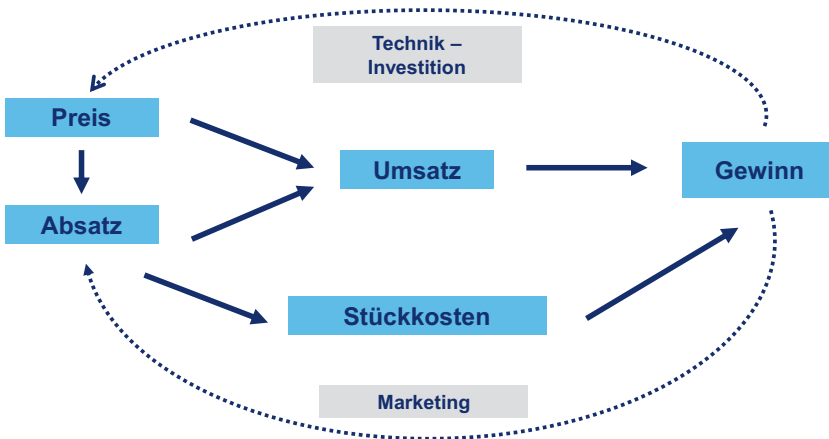 Technik –
Investition
Preis
Umsatz
Gewinn
Absatz
Stückkosten
Marketing